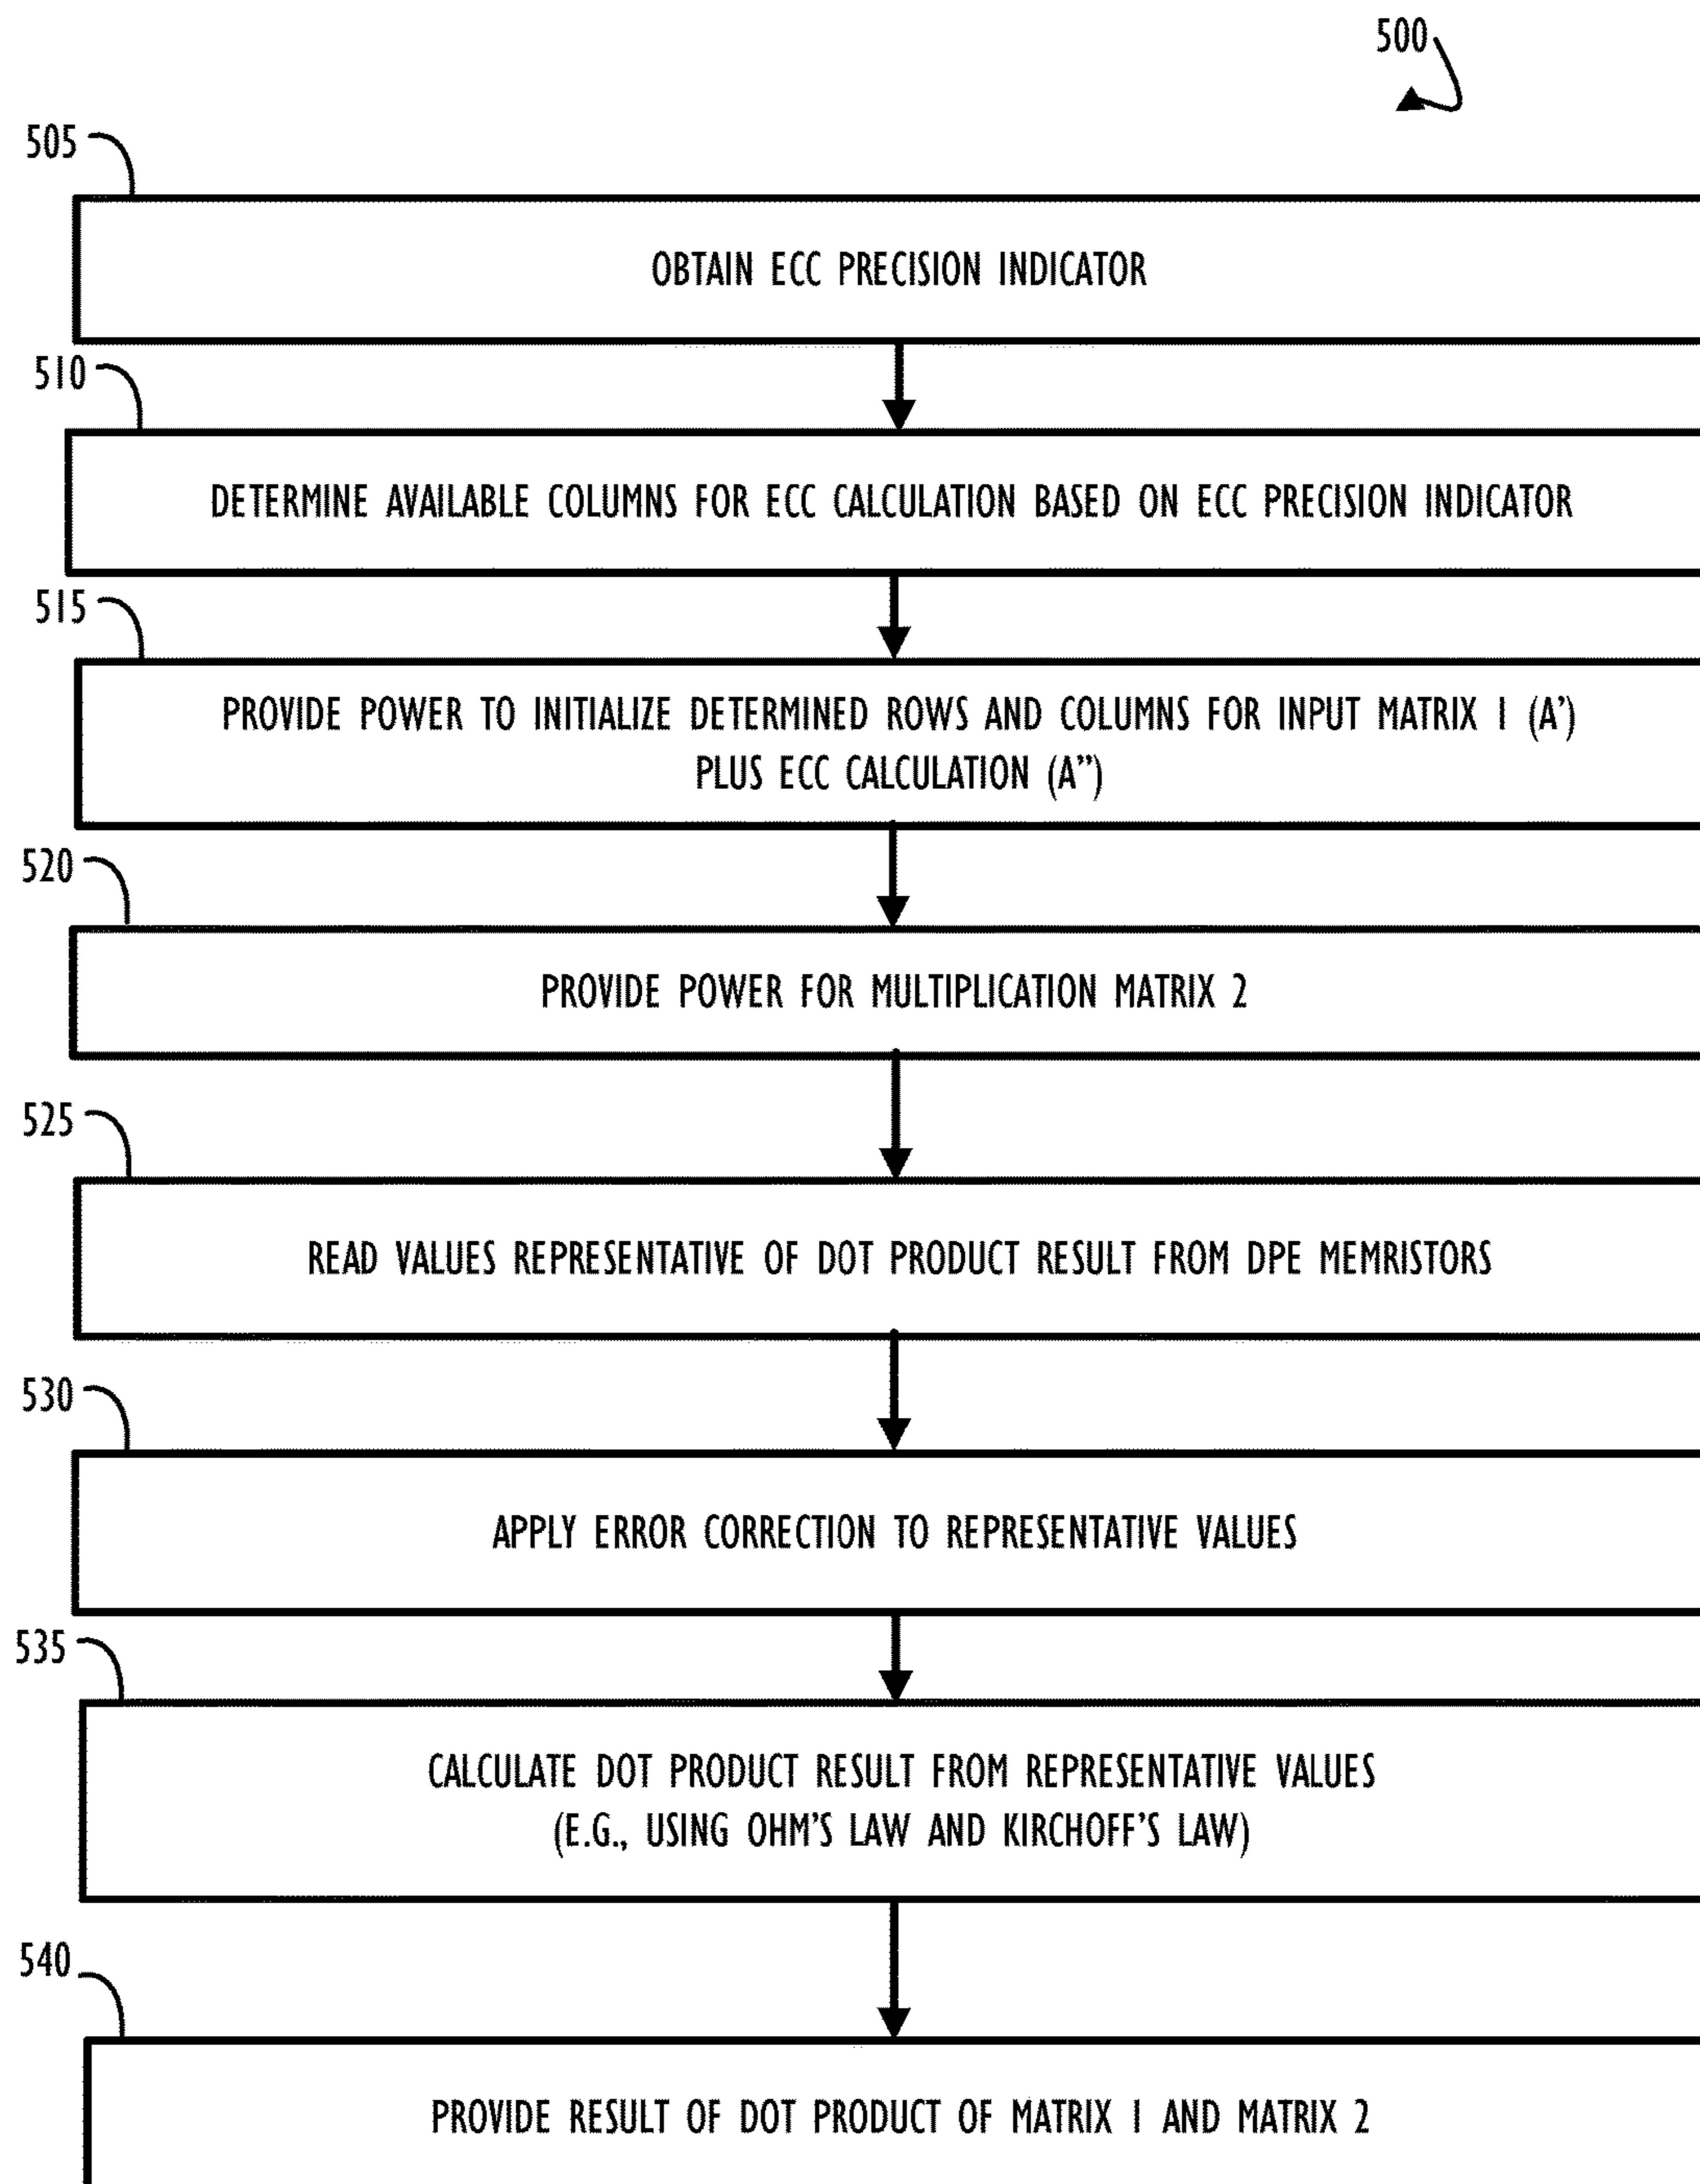 500
505
OBTAIN ECC PRECISION INDICATOR
510
DETERMINE AVAILABLE COLUMNS FOR ECC CALCULATION BASED ON ECC PRECISION INDICATOR
515
PROVIDE POWER TO INITIALIZE DETERMINED ROWS AND COLUMNS FOR INPUT MATRIX 1 (A')
PLUS ECC CALCULATION (A'')
520
PROVIDE POWER FOR MULTIPLICATION MATRIX 2
525
READ VALUES REPRESENTATIVE OF DOT PRODUCT RESULT FROM DPE MEMRISTORS
530
APPLY ERROR CORRECTION TO REPRESENTATIVE VALUES
535
CALCULATE DOT PRODUCT RESULT FROM REPRESENTATIVE VALUES
(E.G., USING OHM'S LAW AND KIRCHOFF'S LAW)
540
PROVIDE RESULT OF DOT PRODUCT OF MATRIX 1 AND MATRIX 2